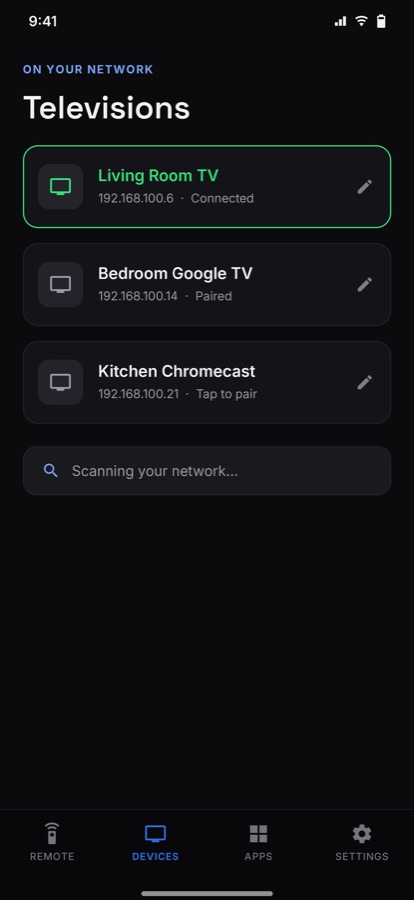 9:41
ON YOUR NETWORK
Televisions
Living Room TV
192.168.100.6 · Connected
Bedroom Google TV
192.168.100.14 · Paired
Kitchen Chromecast
192.168.100.21 · Tap to pair
Scanning your network...
REMOTE DEVICES APPS SETTINGS